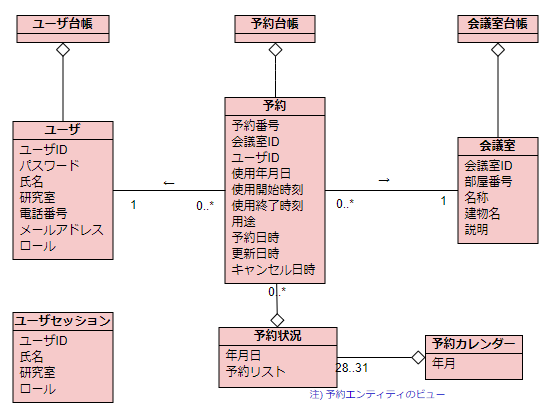 ユーザ台帳
予約台帳
会議室台帳
ユーザ
ユーザID
パスワード
氏名
研究室
電話番号
メールアドレス
ロール
予約
予約番号
会議室ID
ユーザID
使用年月日
使用開始時刻
使用終了時刻
用途
予約日時
更新日時
キャンセル日時
会議室
会議室ID
部屋番号
名称
建物名
説明
←
1
0..*
→
0..*
1
0..*
ユーザセッション
ユーザID
氏名
研究室
ロール
予約状況
年月日
予約リスト
28..31
予約カレンダー
年月
注) 予約エンティティのビュー